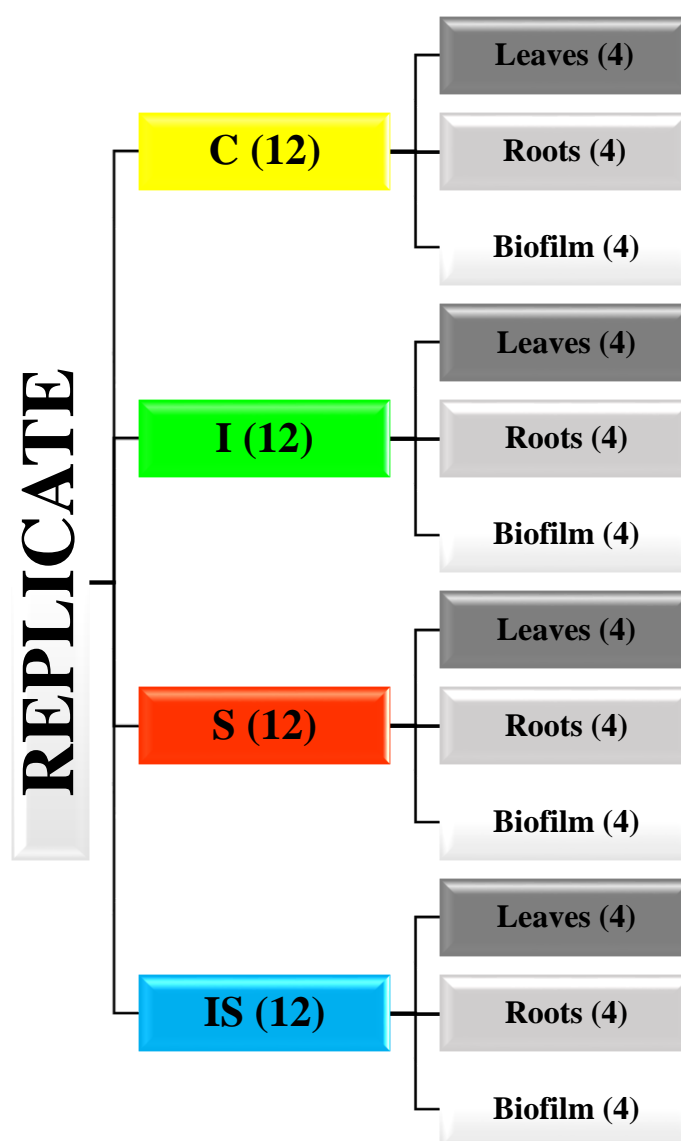 REPLICATE
C (12)
Leaves (4)
Roots (4)
Biofilm (4)
I (12)
Leaves (4)
Roots (4)
Biofilm (4)
S (12)
Leaves (4)
Roots (4)
Biofilm (4)
IS (12)
Leaves (4)
Roots (4)
Biofilm (4)